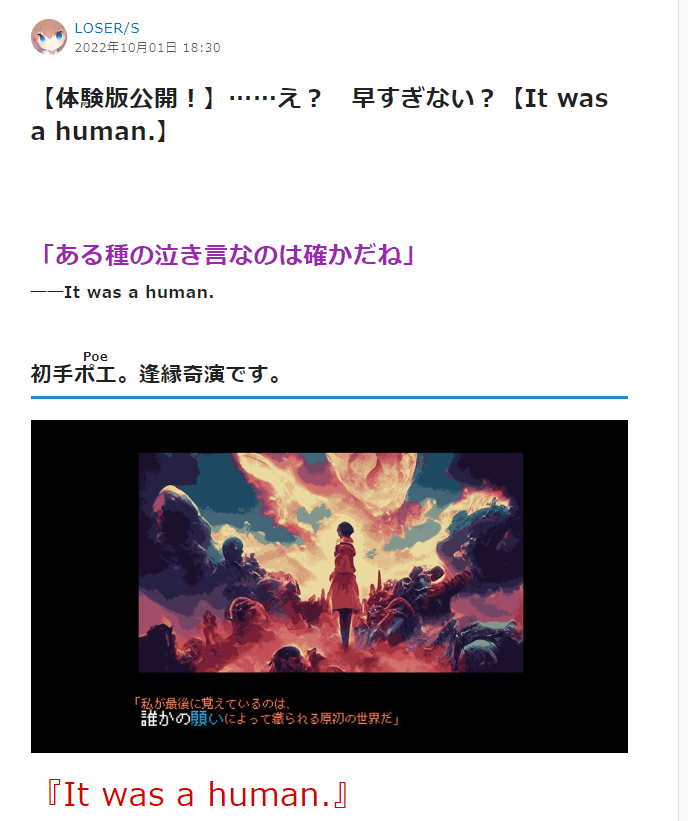 LOSER/S
2022年10月01日 18:30
【体験版公開！】……え？　早すぎない？【It was
a human.】
「ある種の泣き言なのは確かだね」
――It was a human.
Poe
初手ポエ。逢縁奇演です。
「私が最後に覚えているのは、
誰かの願いによって織られる原初の世界だ」
『It was a human.』